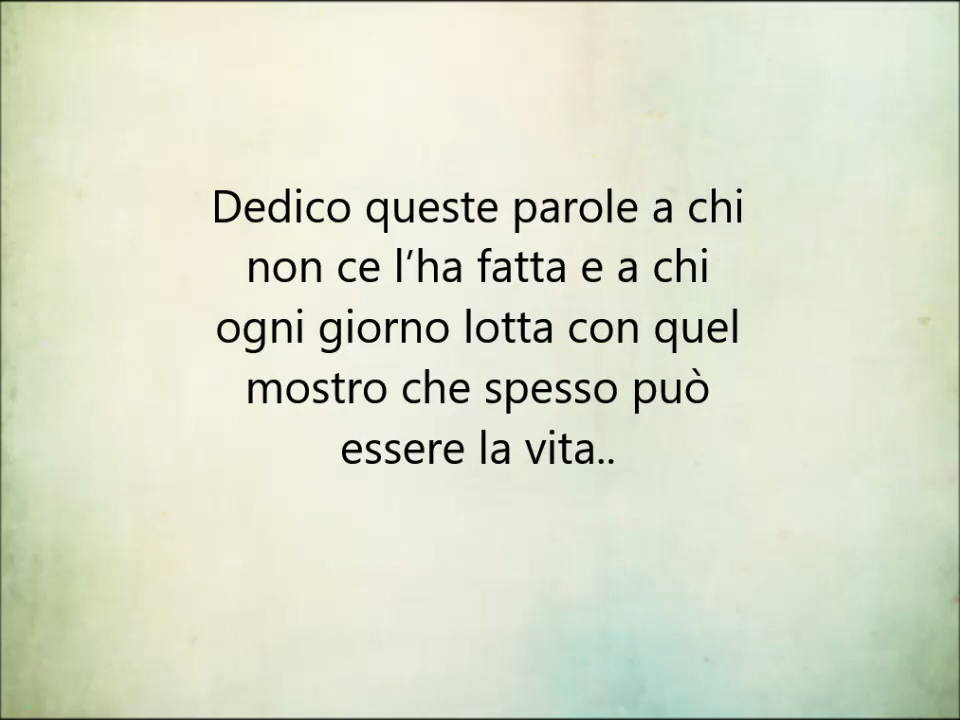 Dedico queste parole a chi
non ce l’ha fatta e a chi
ogni giorno lotta con quel
mostro che spesso può
essere la vita..